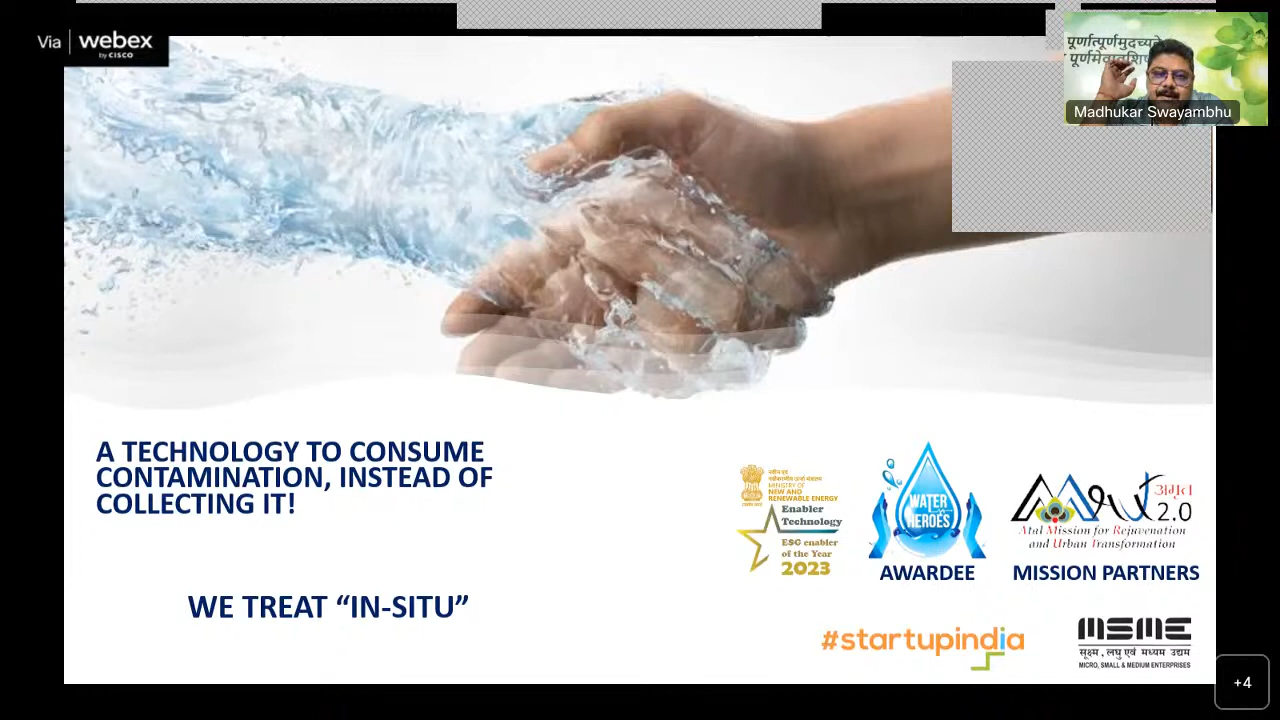 Via | webex
by CISCO
पूर्णात्पूर्णमुदच्यते
Madhukar Swayambhu
A TECHNOLOGY TO CONSUME
CONTAMINATION, INSTEAD OF
COLLECTING IT!
WE TREAT “IN-SITU”
MINISTRY OF
NEW AND
RENEWABLE ENERGY
Enabler
Technology
ESG enabler
of the Year
2023
WATER
HEROES
AWARDEE
अमृत
2.0
Atal Mission for Rejuvenation
and Urban Transformation
MISSION PARTNERS
#startupindia
MSME
सूक्ष्म, लघु एवं मध्यम उद्यम
MICRO, SMALL & MEDIUM ENTERPRISES
+4